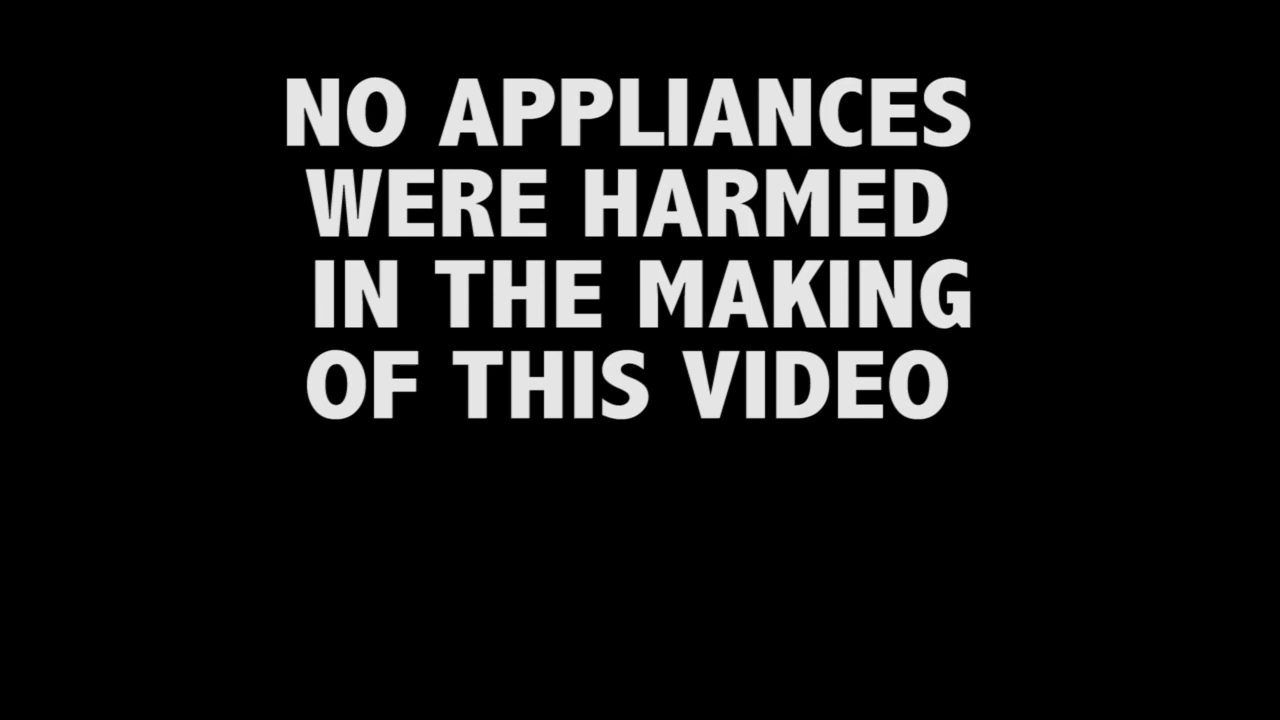 NO APPLIANCES
WERE HARMED
IN THE MAKING
OF THIS VIDEO